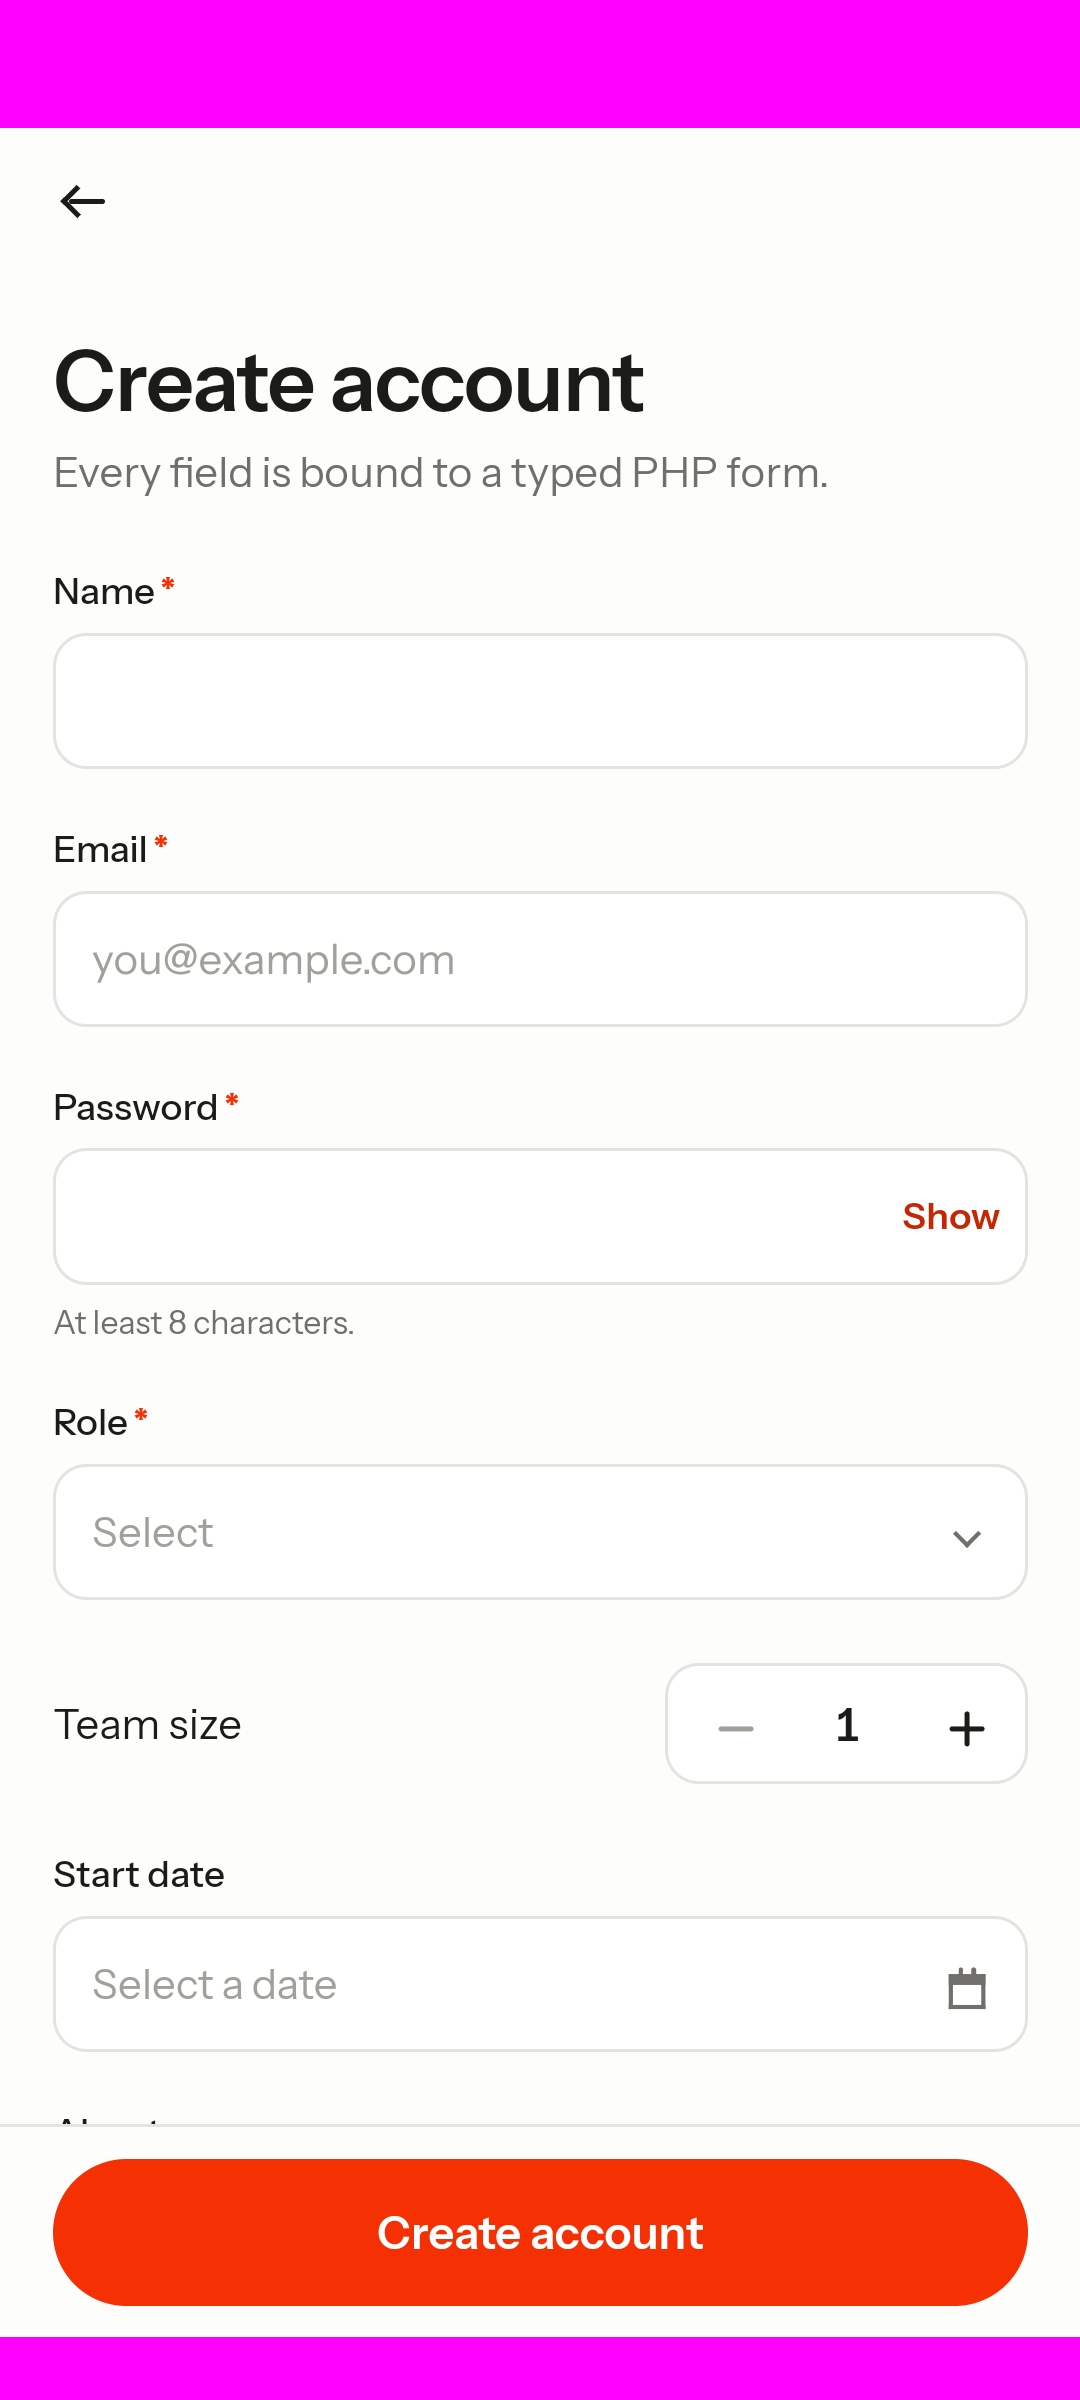 Create account
Every field is bound to a typed PHP form.
Name *
Email *
you@example.com
Password *
Show
At least 8 characters.
Role *
Select
Team size
1
Start date
Select a date
Create account